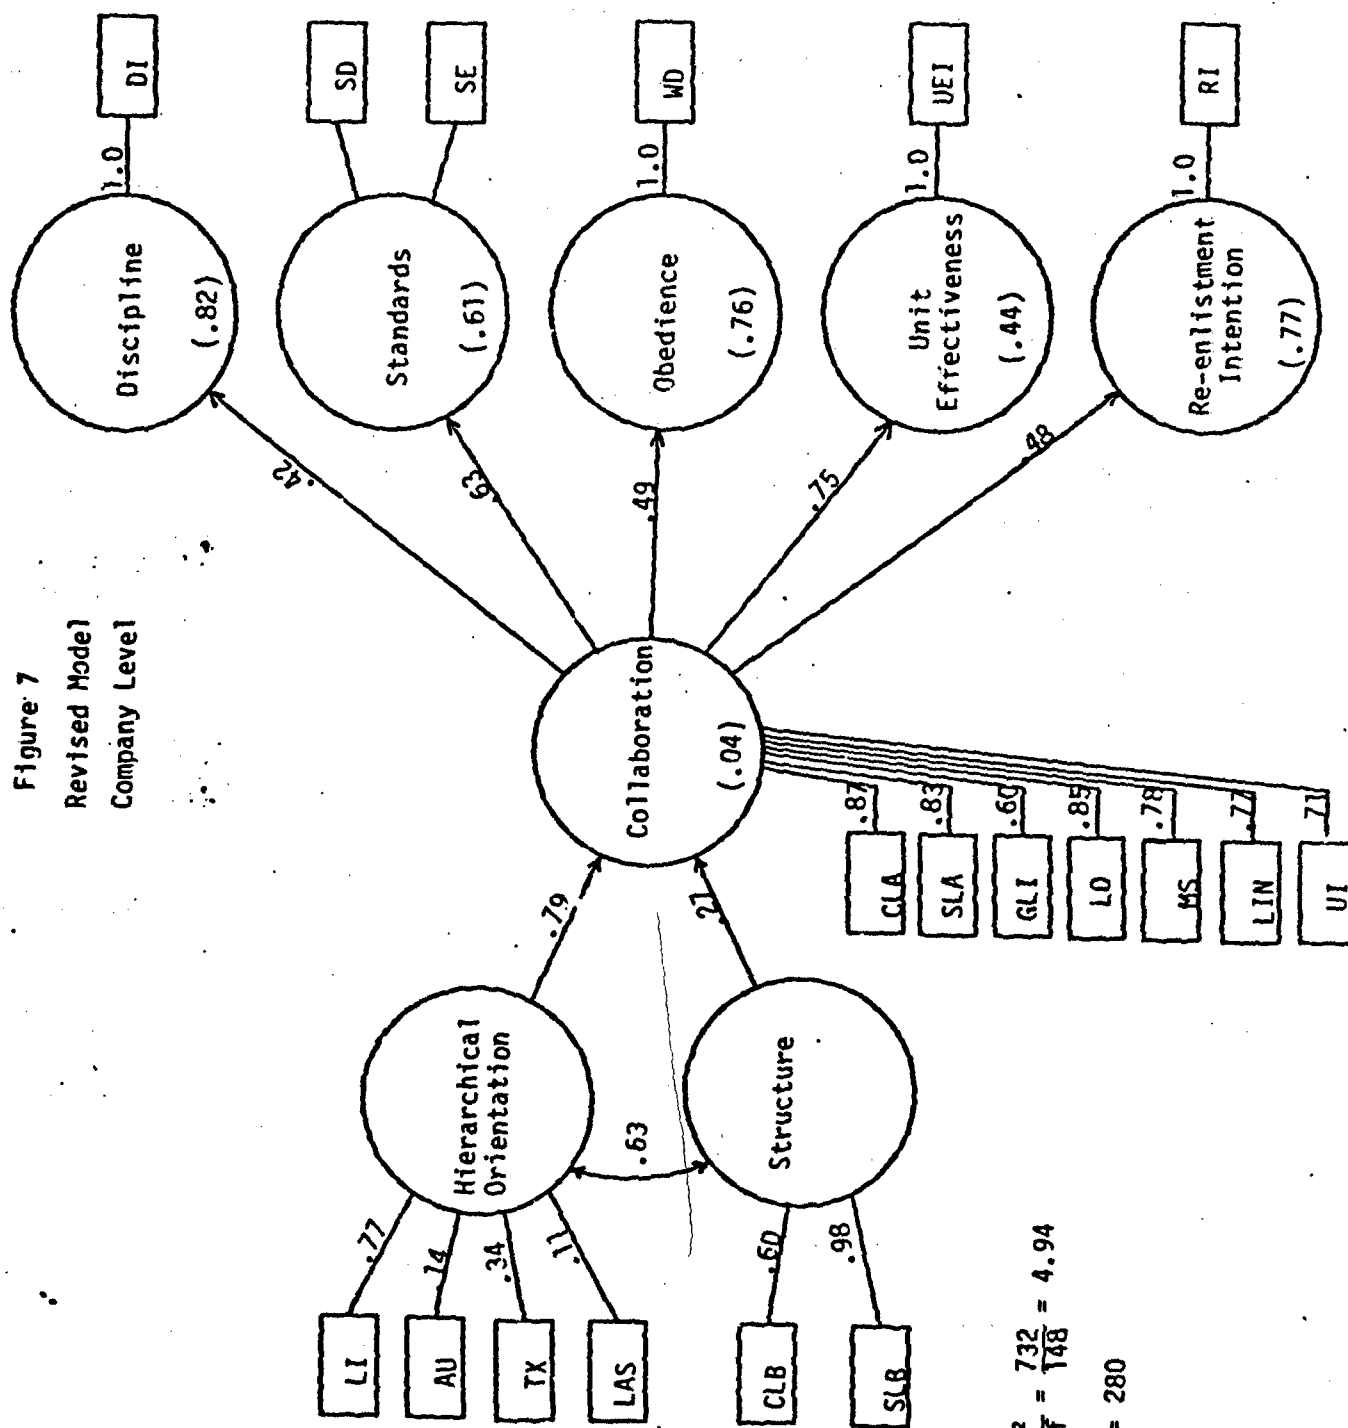 Figure 7
Revised Model
Company Level
LI
.77
AU
.14
TX
.34
LAS
.11
Hierarchical
Orientation
.63
CLB
.60
SLB
.98
Structure
.79
.27
Collaboration
(.04)
.87
CLA
.83
SLA
.60
GLI
.85
LO
.78
MS
.77
LIN
.71
UI
.42
Discipline
(.82)
1.0
DI
.63
Standards
(.61)
SD
SE
.49
Obedience
(.76)
1.0
WD
.75
Unit
Effectiveness
(.44)
1.0
UEI
.48
Re-enlistment
Intention
(.77)
1.0
RI
= 732/148 = 4.94
= 280